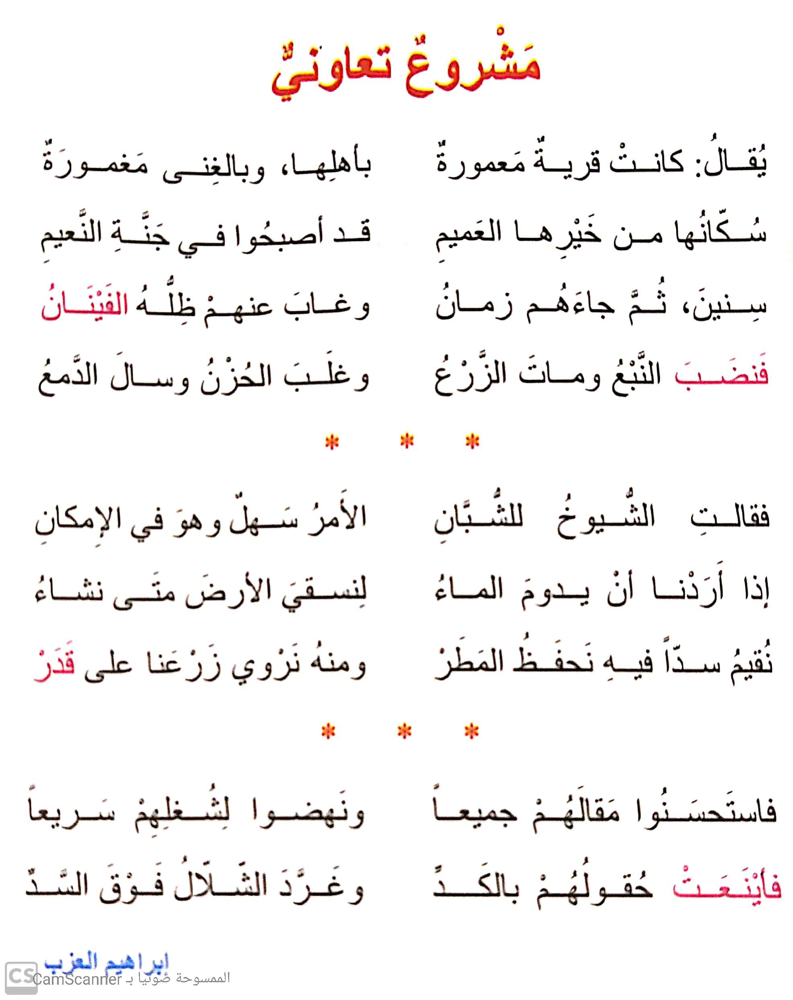 مَشْروعٌ تعاونيٌّ
يُقالُ: كانتْ قريةٌ مَعمورةٌ بأهلِها، وبالغِنى مَغمورَةٌ
سُكّانُها من خَيْرِها العَميمِ قد أصبحُوا في جَنَّةِ النَّعيمِ
سِنينَ، ثُمَّ جاءَهُم زمانُ وغابَ عنهمْ ظِلُّهُ الفَيْنَانُ
فَنضَبَ النَّبْعُ وماتَ الزَّرْعُ وغلَبَ الحُزْنُ وسالَ الدَّمعُ
* * *
فقالتِ الشُّيوخُ للشُّبَّانِ الأَمرُ سَهلٌ وهوَ في الإِمكانِ
إذا أَرَدْنا أنْ يدومَ الماءُ لِنسقيَ الأرضَ متَى نشاءُ
نُقيمُ سدّاً فيهِ نَحفَظُ المَطَرْ ومنهُ نَرْوي زَرْعَنا على قَدَرْ
* * *
فاستَحسَنُوا مَقالَهُمْ جميعاً ونَهضوا لِشُغلِهِمْ سَريعاً
فأيْنَعَتْ حُقولُهُمْ بالكَدِّ وغَرَّدَ الشّلّالُ فَوْقَ السَّدِّ
إبراهيم العزب
CS الممسوحة ضوئيا بـ CamScanner